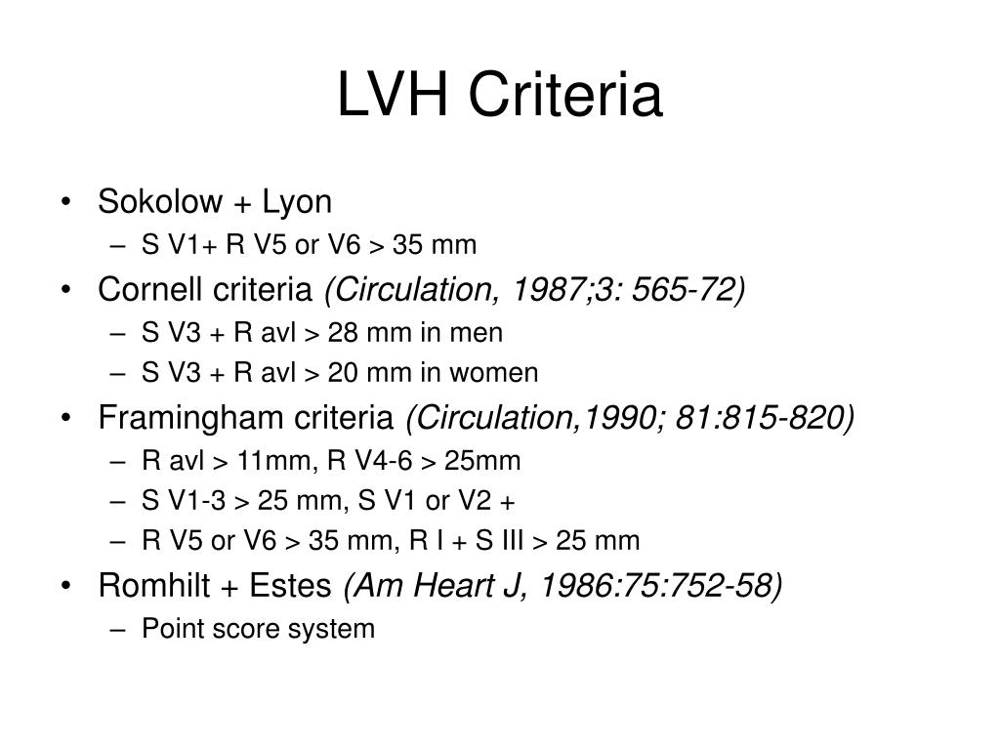 LVH Criteria
• Sokolow + Lyon
– S V1+ R V5 or V6 > 35 mm
• Cornell criteria (Circulation, 1987;3: 565-72)
– S V3 + R avl > 28 mm in men
– S V3 + R avl > 20 mm in women
• Framingham criteria (Circulation,1990; 81:815-820)
– R avl > 11mm, R V4-6 > 25mm
– S V1-3 > 25 mm, S V1 or V2 +
– R V5 or V6 > 35 mm, R I + S III > 25 mm
• Romhilt + Estes (Am Heart J, 1986:75:752-58)
– Point score system